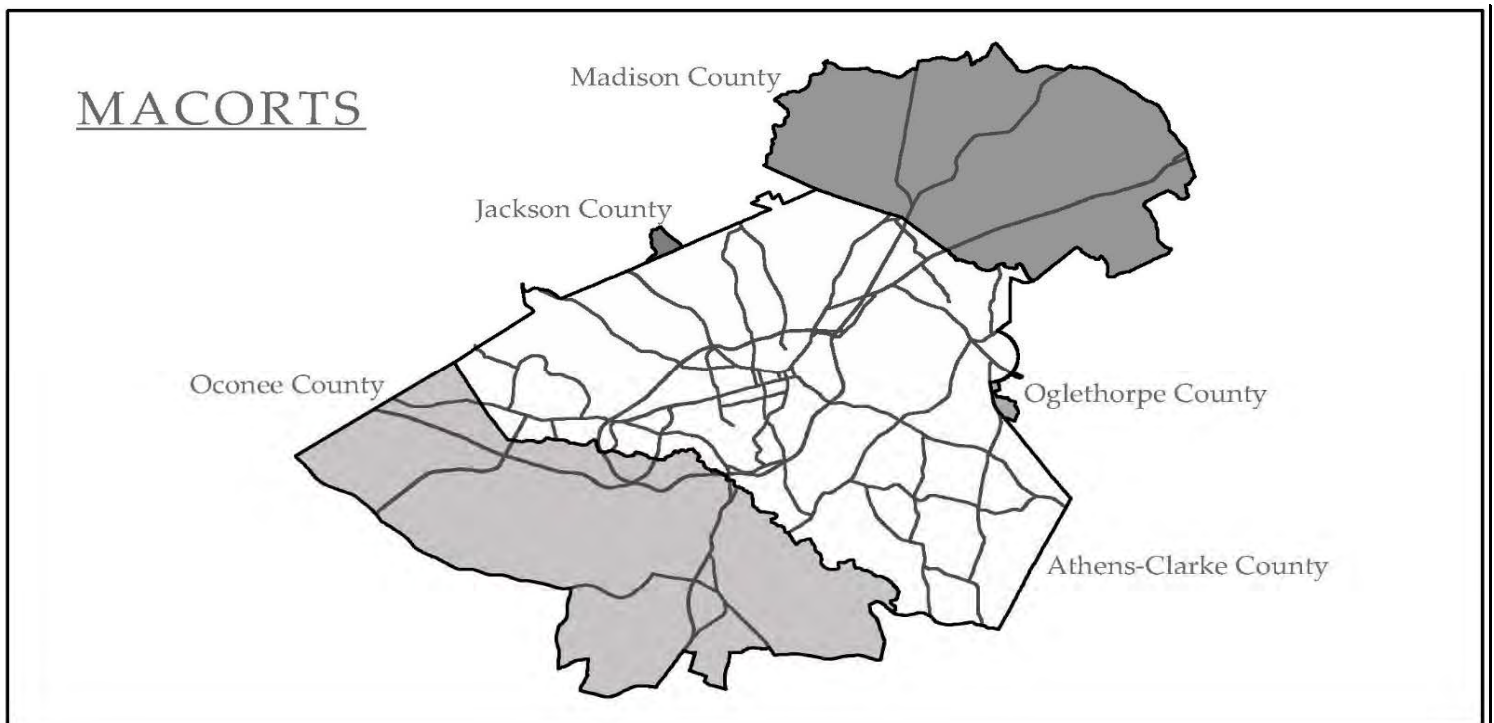 MACORTS
Madison County
Jackson County
Oconee County
Oglethorpe County
Athens-Clarke County